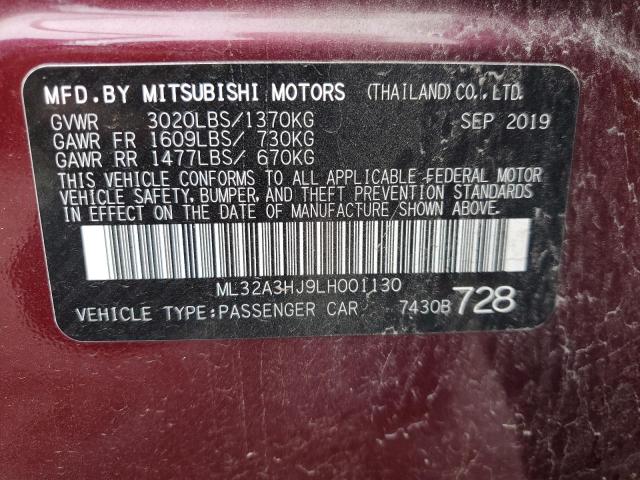 MFD.BY MITSUBISHI MOTORS (THAILAND)CO.,LTD.
GVWR 3020LBS/1370KG SEP 2019
GAWR FR 1609LBS/ 730KG
GAWR RR 1477LBS/ 670KG
THIS VEHICLE CONFORMS TO ALL APPLICABLE FEDERAL MOTOR
VEHICLE SAFETY, BUMPER, AND THEFT PREVENTION STANDARDS
IN EFFECT ON THE DATE OF MANUFACTURE SHOWN ABOVE.
ML32A3HJ9LH001130
VEHICLE TYPE:PASSENGER CAR 7430B 728